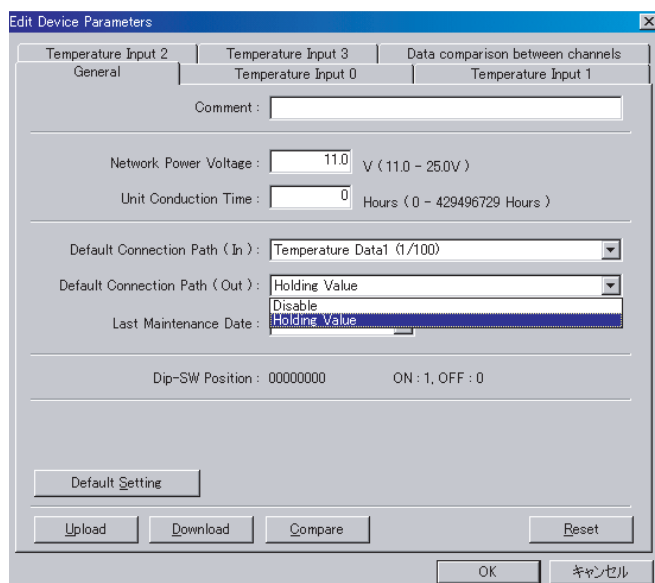 Edit Device Parameters
Temperature Input 2 Temperature Input 3 Data comparison between channels
General Temperature Input 0 Temperature Input 1
Comment :
Network Power Voltage : 11.0 V ( 11.0 - 25.0V )
Unit Conduction Time : 0 Hours ( 0 - 429496729 Hours )
Default Connection Path ( In ) : Temperature Data1 (1/100)
Default Connection Path ( Out ) : Holding Value
Disable
Last Maintenance Date : Holding Value
Dip-SW Position : 00000000 ON : 1, OFF : 0
Default Setting
Upload Download Compare Reset
OK キャンセル